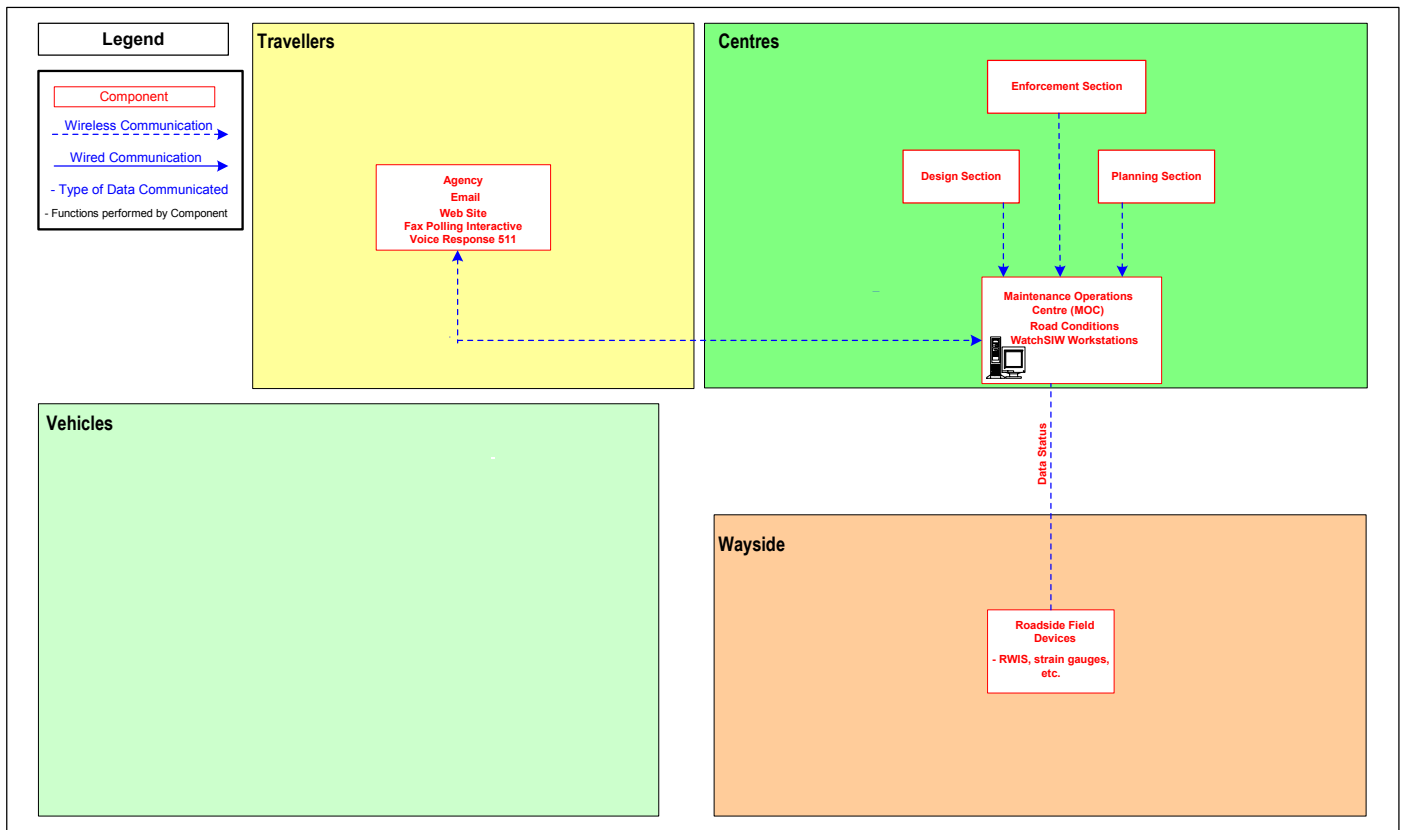 Legend
Component
Wireless Communication
Wired Communication
- Type of Data Communicated
- Functions performed by Component
Travellers
Agency
Email
Web Site
Fax Polling Interactive
Voice Response 511
Centres
Enforcement Section
Design Section
Planning Section
Maintenance Operations
Centre (MOC)
Road Conditions
WatchSIW Workstations
Data Status
Vehicles
Wayside
Roadside Field
Devices
- RWIS, strain gauges,
etc.